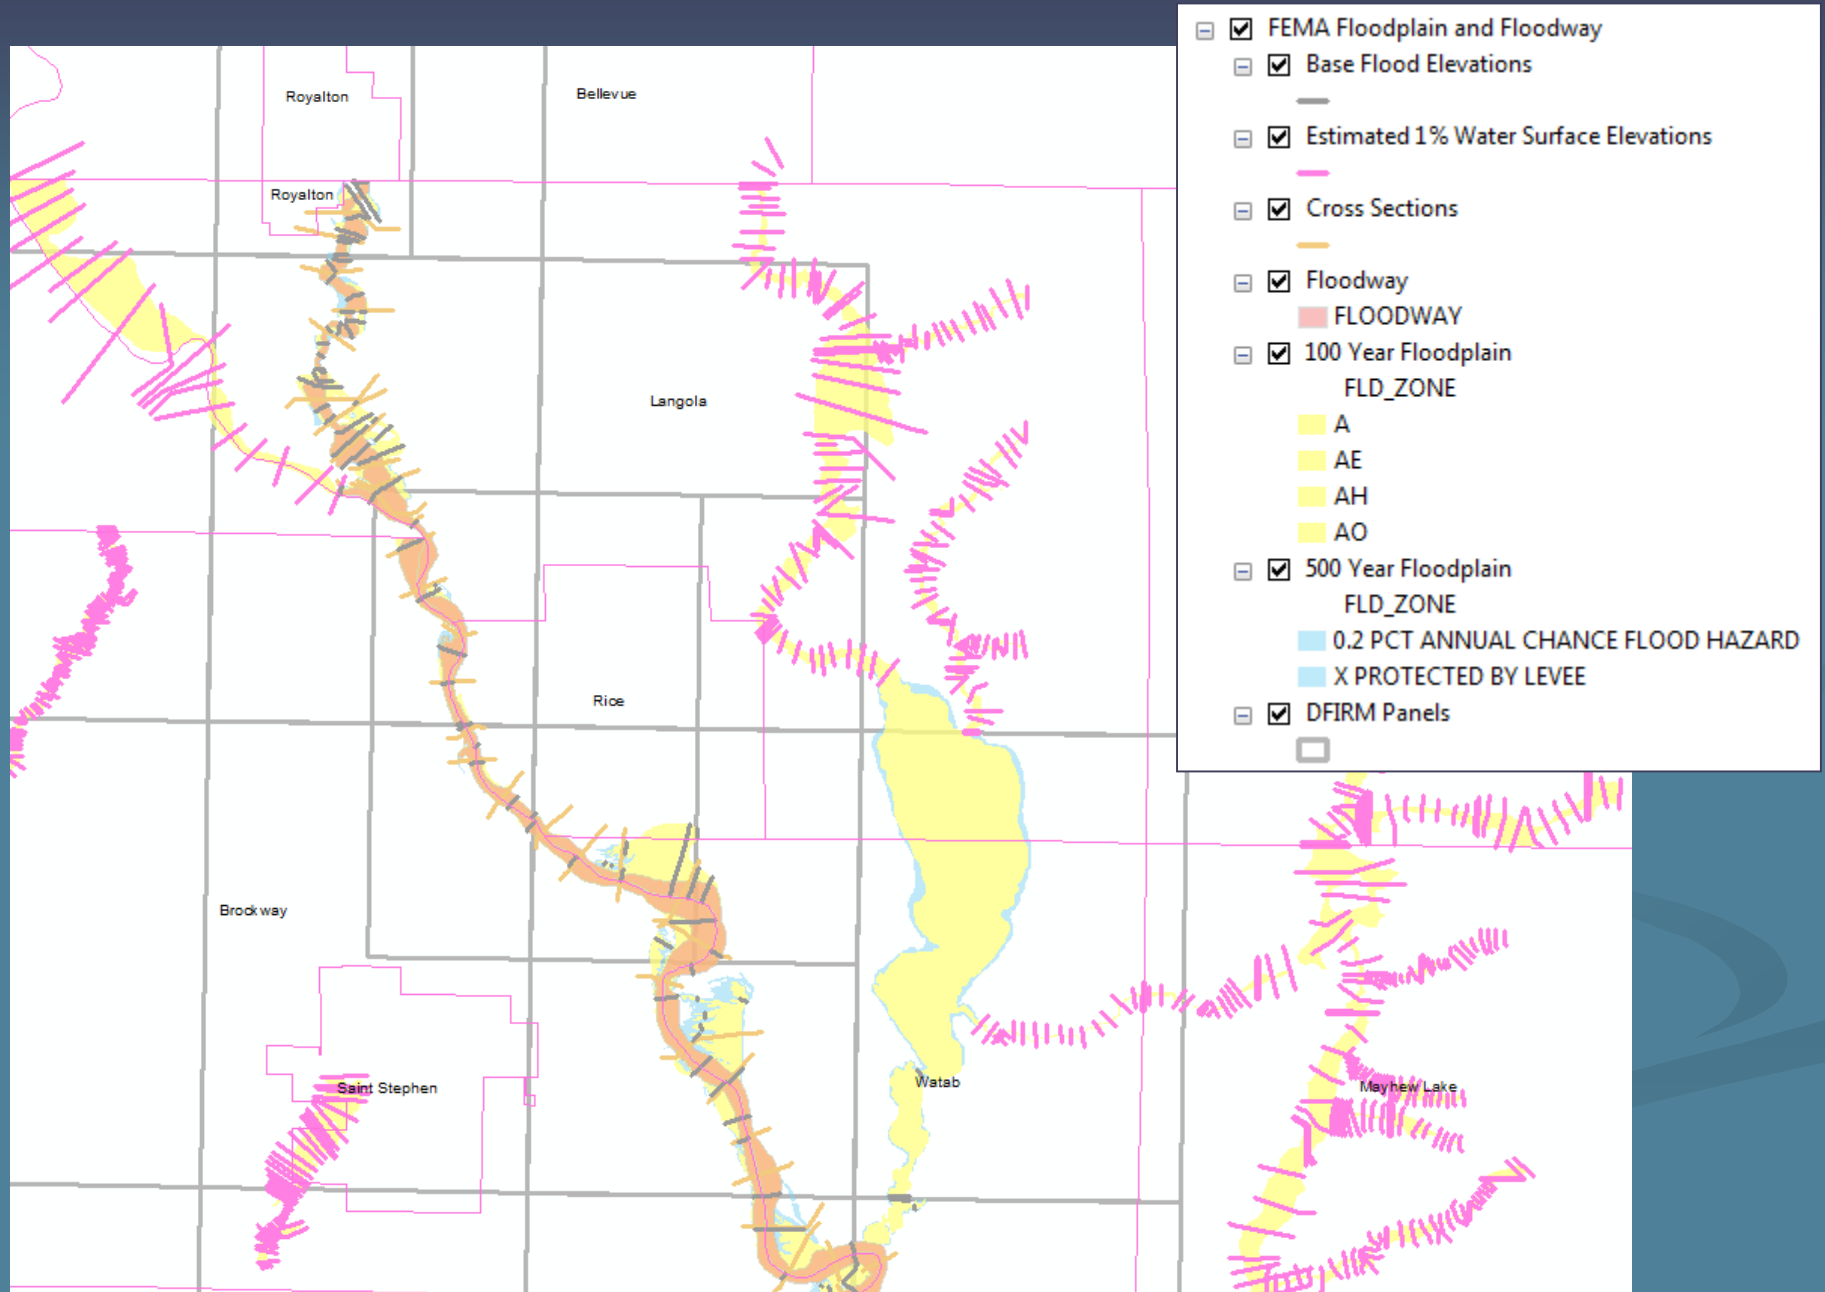 FEMA Floodplain and Floodway
Base Flood Elevations
Estimated 1% Water Surface Elevations
Cross Sections
Floodway
FLOODWAY
100 Year Floodplain
FLD_ZONE
A
AE
AH
AO
500 Year Floodplain
FLD_ZONE
0.2 PCT ANNUAL CHANCE FLOOD HAZARD
X PROTECTED BY LEVEE
DFIRM Panels
Royalton
Bellevue
Royalton
Langola
Rice
Brockway
Saint Stephen
Watab
Mayhew Lake